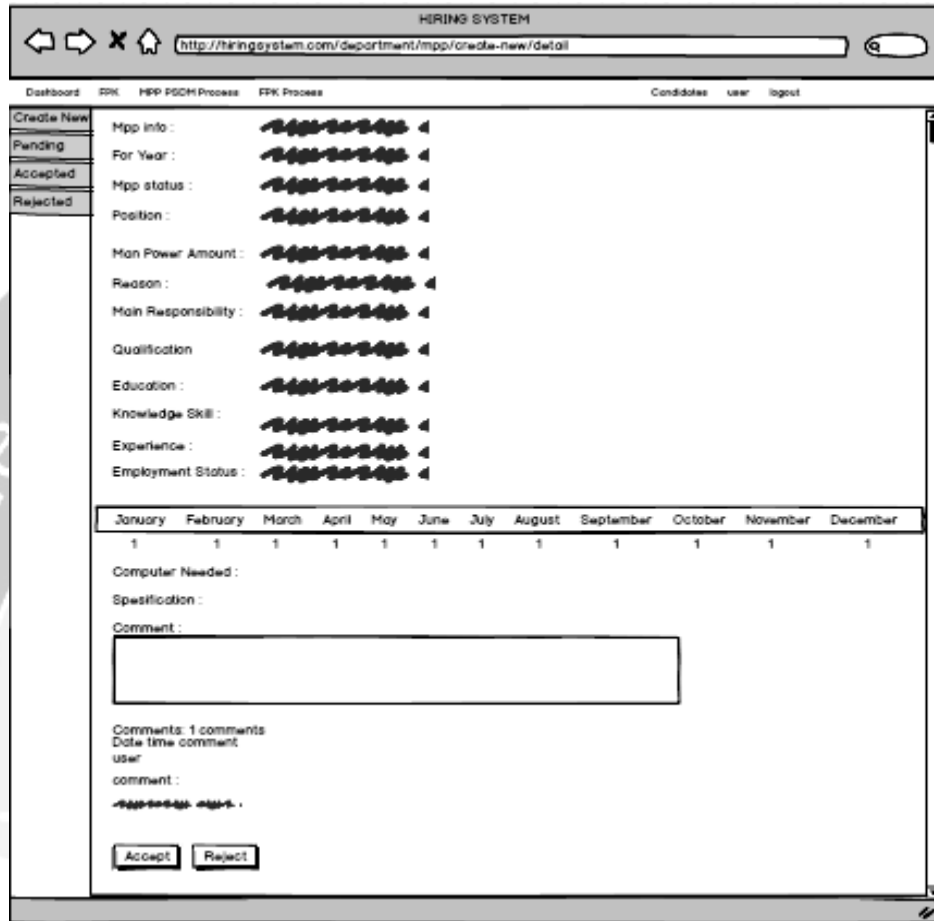 HIRING SYSTEM
http://hiringsystem.com/department/mpp/create-new/detail
Dashboard FPK MPP PSDM Process FPK Process Candidates user logout
Create New
Pending
Accepted
Rejected
Mpp info :
For Year :
Mpp status :
Position :
Man Power Amount :
Reason :
Main Responsibility :
Qualification
Education :
Knowledge Skill :
Experience :
Employment Status :
January February March April May June July August September October November December
1 1 1 1 1 1 1 1 1 1 1 1
Computer Needed :
Spesification :
Comment :
Comments: 1 comments
Date time comment
user
comment :
Accept Reject